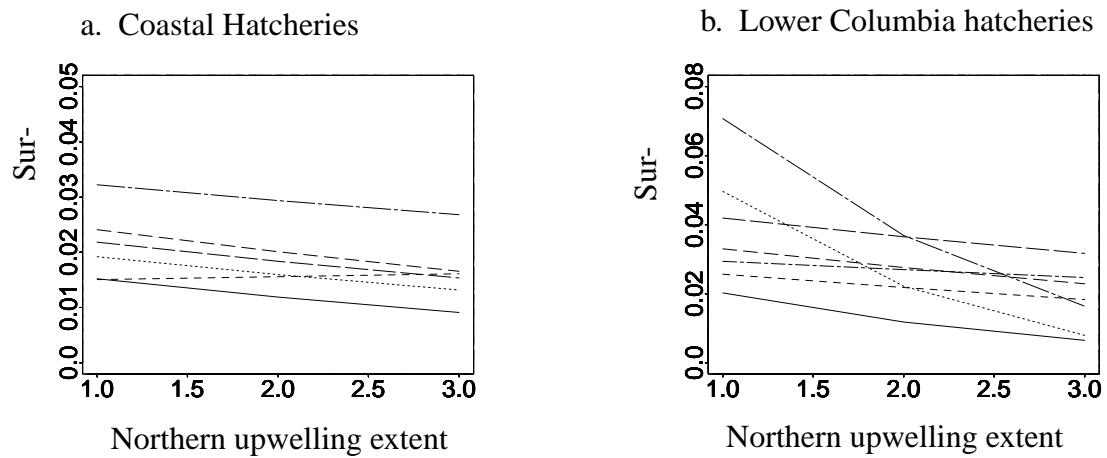 a. Coastal Hatcheries
Sur-
0.05
0.04
0.03
0.02
0.01
0.0
1.0 1.5 2.0 2.5 3.0
Northern upwelling extent
b. Lower Columbia hatcheries
Sur-
0.08
0.06
0.04
0.02
0.0
1.0 1.5 2.0 2.5 3.0
Northern upwelling extent